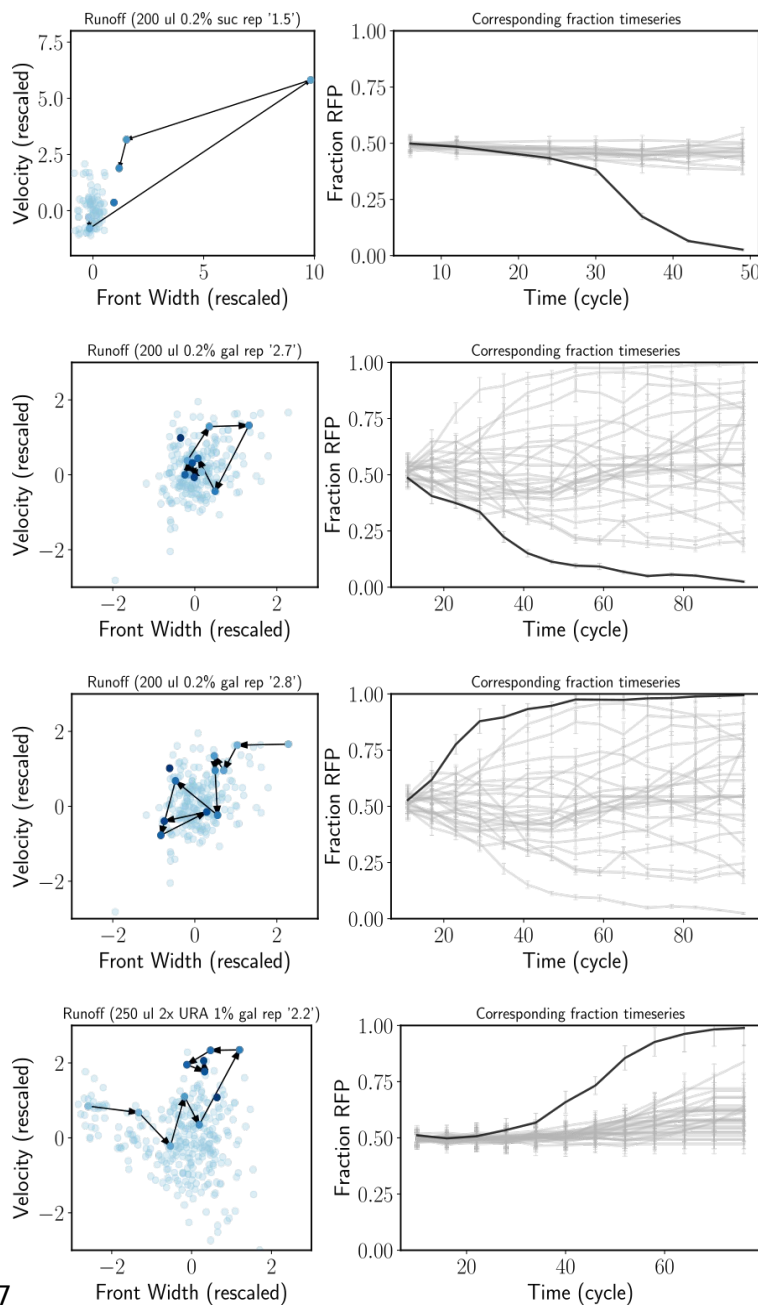 Runoff (200 ul 0.2% suc rep '1.5')
Velocity (rescaled)
7.5
5.0
2.5
0.0
0
5
10
Front Width (rescaled)
Corresponding fraction timeseries
Fraction RFP
1.00
0.75
0.50
0.25
0.00
10
20
30
40
50
Time (cycle)
Runoff (200 ul 0.2% gal rep '2.7')
Velocity (rescaled)
2
0
−2
−2
0
2
Front Width (rescaled)
Corresponding fraction timeseries
Fraction RFP
1.00
0.75
0.50
0.25
0.00
20
40
60
80
Time (cycle)
Runoff (200 ul 0.2% gal rep '2.8')
Velocity (rescaled)
2
0
−2
−2
0
2
Front Width (rescaled)
Corresponding fraction timeseries
Fraction RFP
1.00
0.75
0.50
0.25
0.00
20
40
60
80
Time (cycle)
Runoff (250 ul 2x URA 1% gal rep '2.2')
Velocity (rescaled)
2
0
−2
−2
0
2
Front Width (rescaled)
Corresponding fraction timeseries
Fraction RFP
1.00
0.75
0.50
0.25
0.00
20
40
60
Time (cycle)
7